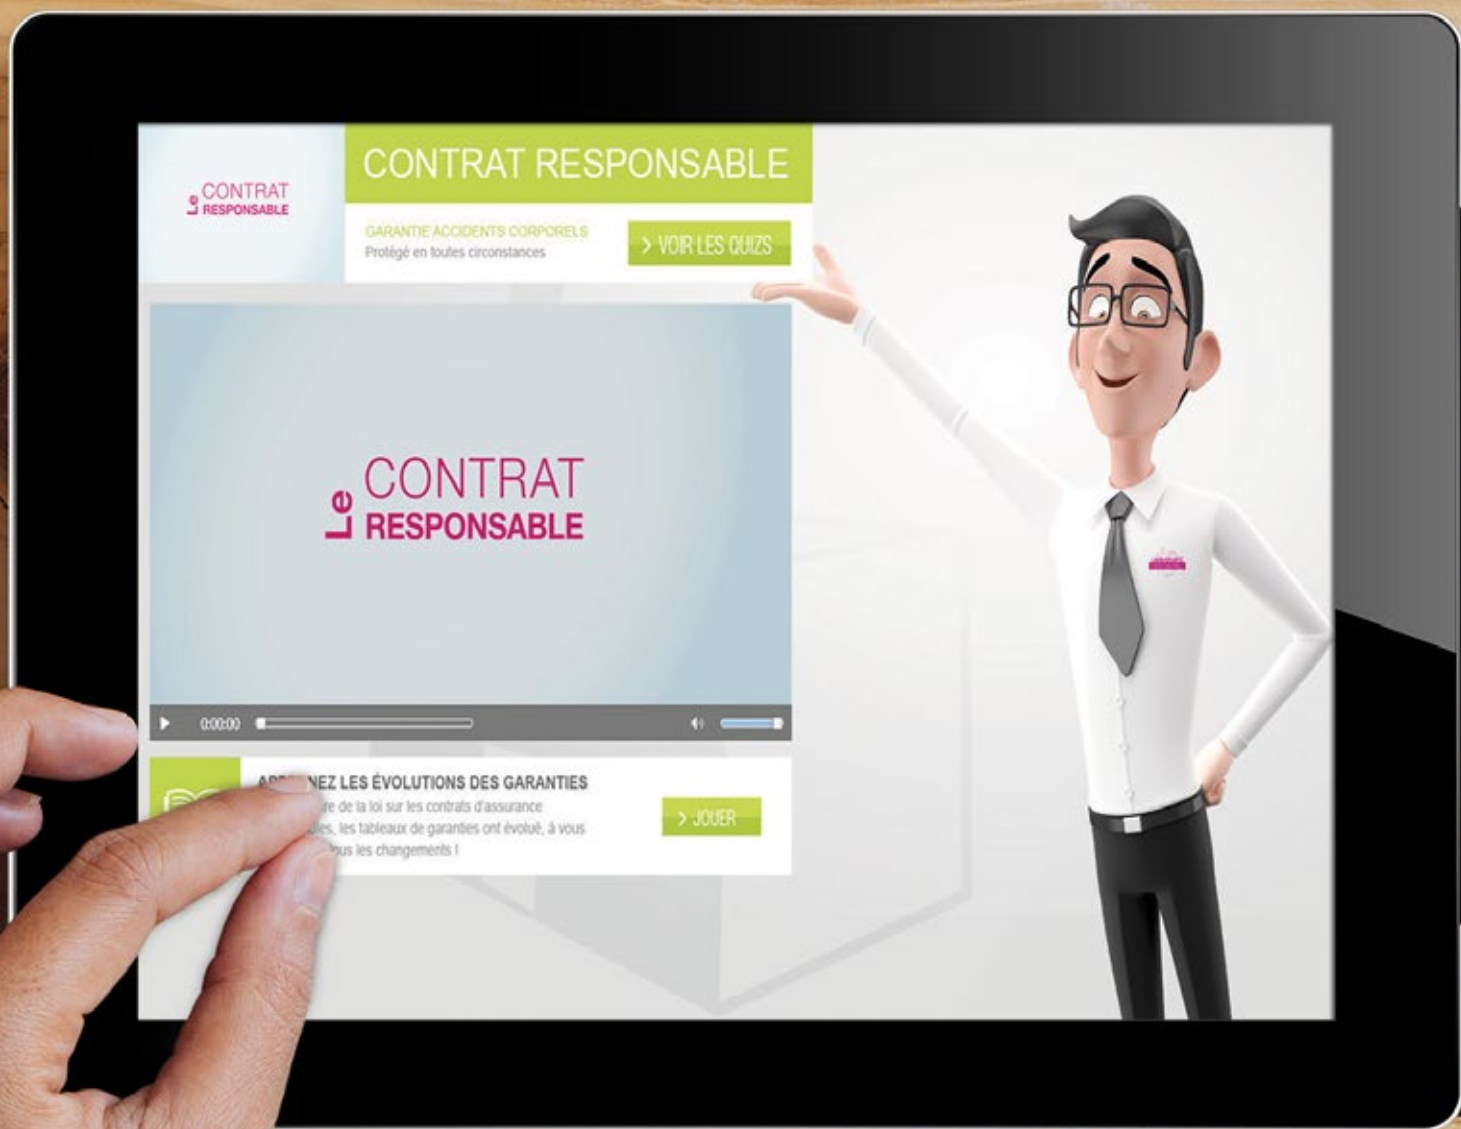 Le CONTRAT
RESPONSABLE
CONTRAT RESPONSABLE
GARANTIE ACCIDENTS CORPORELS
Protégé en toutes circonstances
> VOIR LES QUIZS
Le CONTRAT
RESPONSABLE
0:00:00
LES ÉVOLUTIONS DES GARANTIES
de la loi sur les contrats d'assurance
les tableaux de garanties ont évolué, à vous
les changements !
> JOUER